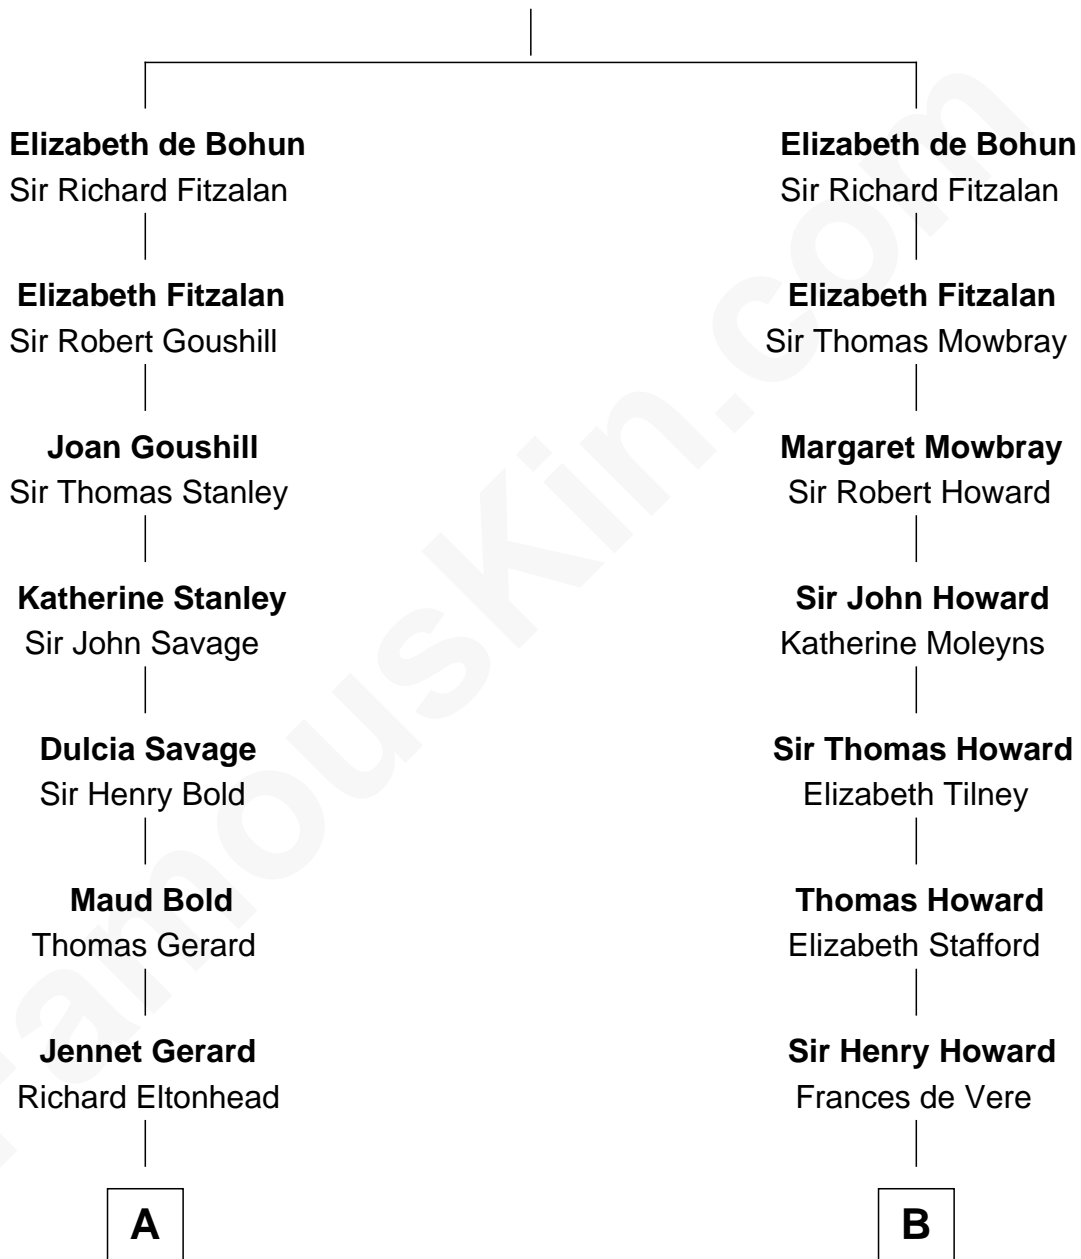 Elizabeth de Bohun
Sir Richard Fitzalan
Elizabeth Fitzalan
Sir Robert Goushill
Joan Goushill
Sir Thomas Stanley
Katherine Stanley
Sir John Savage
Dulcia Savage
Sir Henry Bold
Maud Bold
Thomas Gerard
Jennet Gerard
Richard Eltonhead
A
Elizabeth de Bohun
Sir Richard Fitzalan
Elizabeth Fitzalan
Sir Thomas Mowbray
Margaret Mowbray
Sir Robert Howard
Sir John Howard
Katherine Moleyns
Sir Thomas Howard
Elizabeth Tilney
Thomas Howard
Elizabeth Stafford
Sir Henry Howard
Frances de Vere
B
FamousKin.com